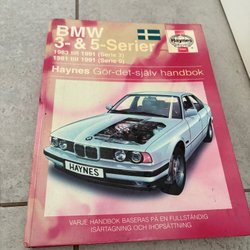 BMW
3- & 5-Serier
1983 till 1991 (Serie 3)
1981 till 1991 (Serie 5)
Haynes
Haynes Gör-det-själv handbok
HAYNES
VARJE HANDBOK BASERAS PÅ EN FULLSTÄNDIG
ISÄRTAGNING OCH IHOPSÄTTNING